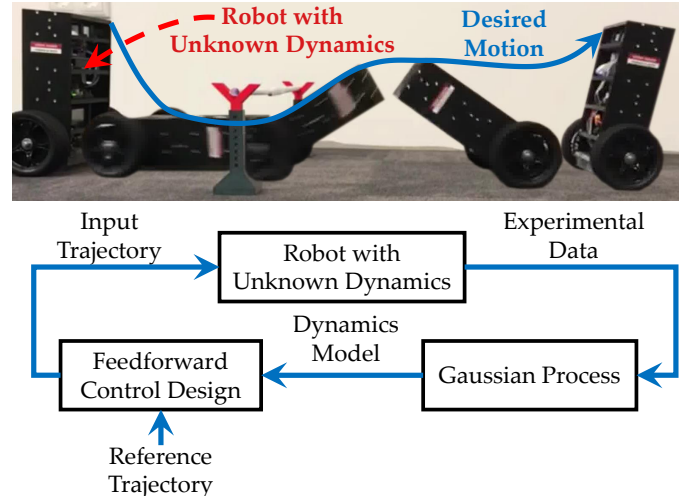 Robot with
Unknown Dynamics
Desired
Motion
Input
Trajectory
Experimental
Data
Robot with
Unknown Dynamics
Dynamics
Model
Feedforward
Control Design
Gaussian Process
Reference
Trajectory